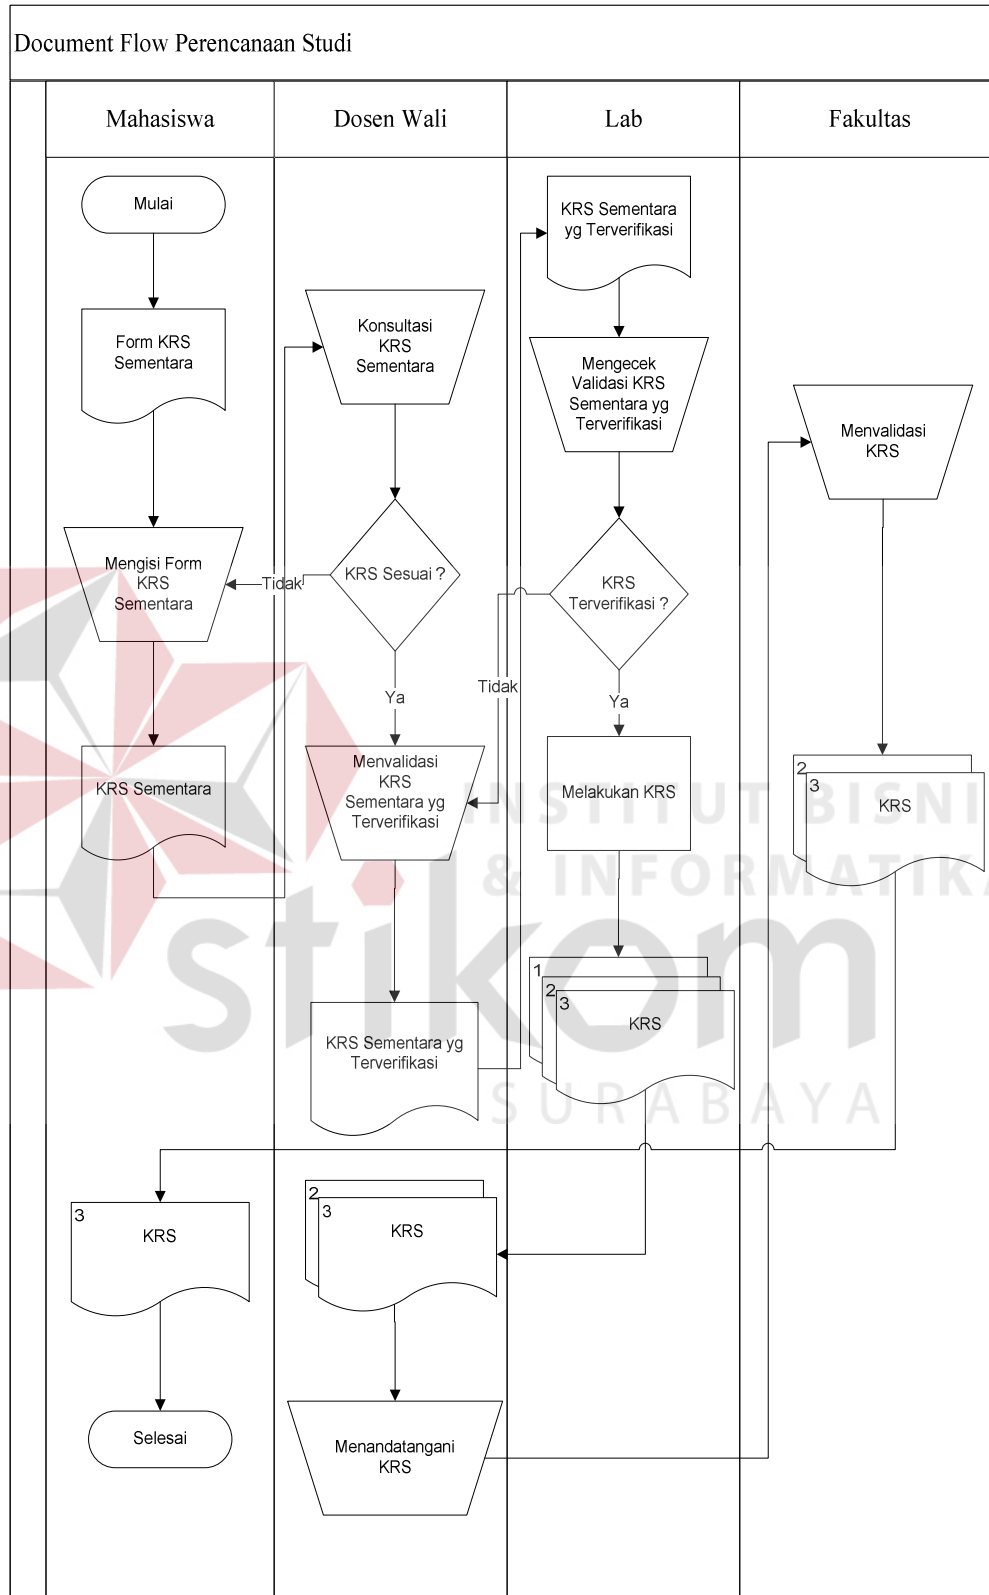 Document Flow Perencanaan Studi
Mahasiswa
Dosen Wali
Lab
Fakultas
Mulai
Form KRS
Sementara
Mengisi Form
KRS
Sementara
KRS Sementara
3
KRS
Selesai
Konsultasi
KRS
Sementara
KRS Sesuai ?
Tidak
Ya
Menvalidasi
KRS
Sementara yg
Terverifikasi
KRS Sementara yg
Terverifikasi
2
3
KRS
Menandatangani
KRS
KRS Sementara
yg Terverifikasi
Mengecek
Validasi KRS
Sementara yg
Terverifikasi
KRS
Terverifikasi ?
Tidak
Ya
Melakukan KRS
1
2
3
KRS
Menvalidasi
KRS
2
3
KRS
INSTITUT BISNI
& INFORMATIKA
stikom
SURABAYA